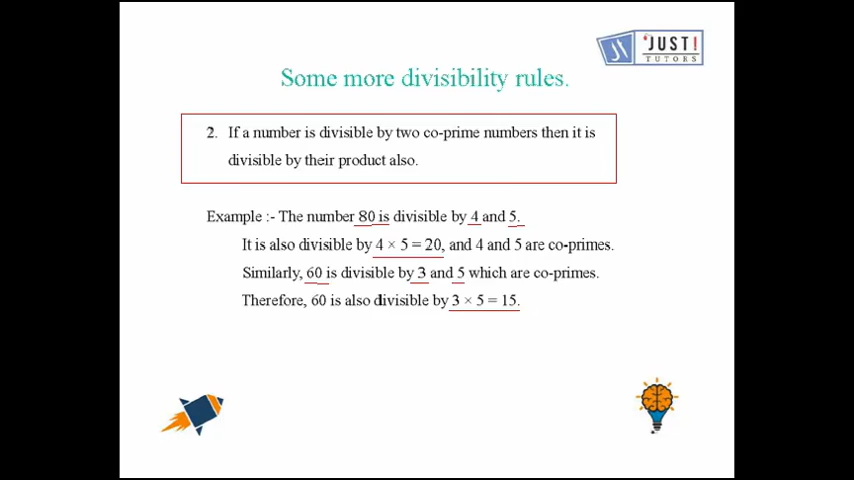 JUST!
TUTORS
Some more divisibility rules.
2. If a number is divisible by two co-prime numbers then it is
divisible by their product also.
Example :- The number 80 is divisible by 4 and 5.
It is also divisible by 4 × 5 = 20, and 4 and 5 are co-primes.
Similarly, 60 is divisible by 3 and 5 which are co-primes.
Therefore, 60 is also divisible by 3 × 5 = 15.